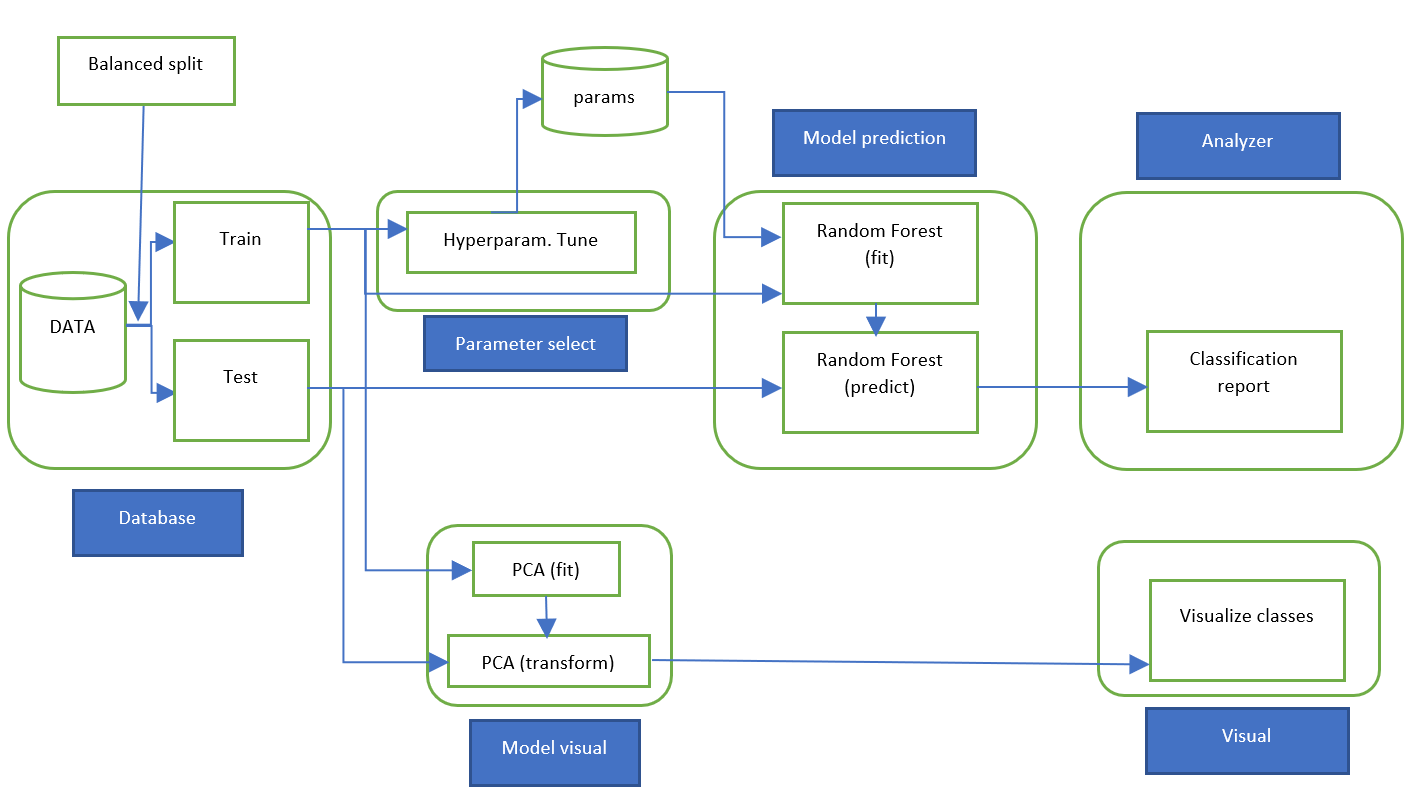 Balanced split
params
Model prediction
Analyzer
Train
Hyperparam. Tune
Random Forest
(fit)
DATA
Parameter select
Test
Random Forest
(predict)
Classification
report
Database
PCA (fit)
Visualize classes
PCA (transform)
Model visual
Visual